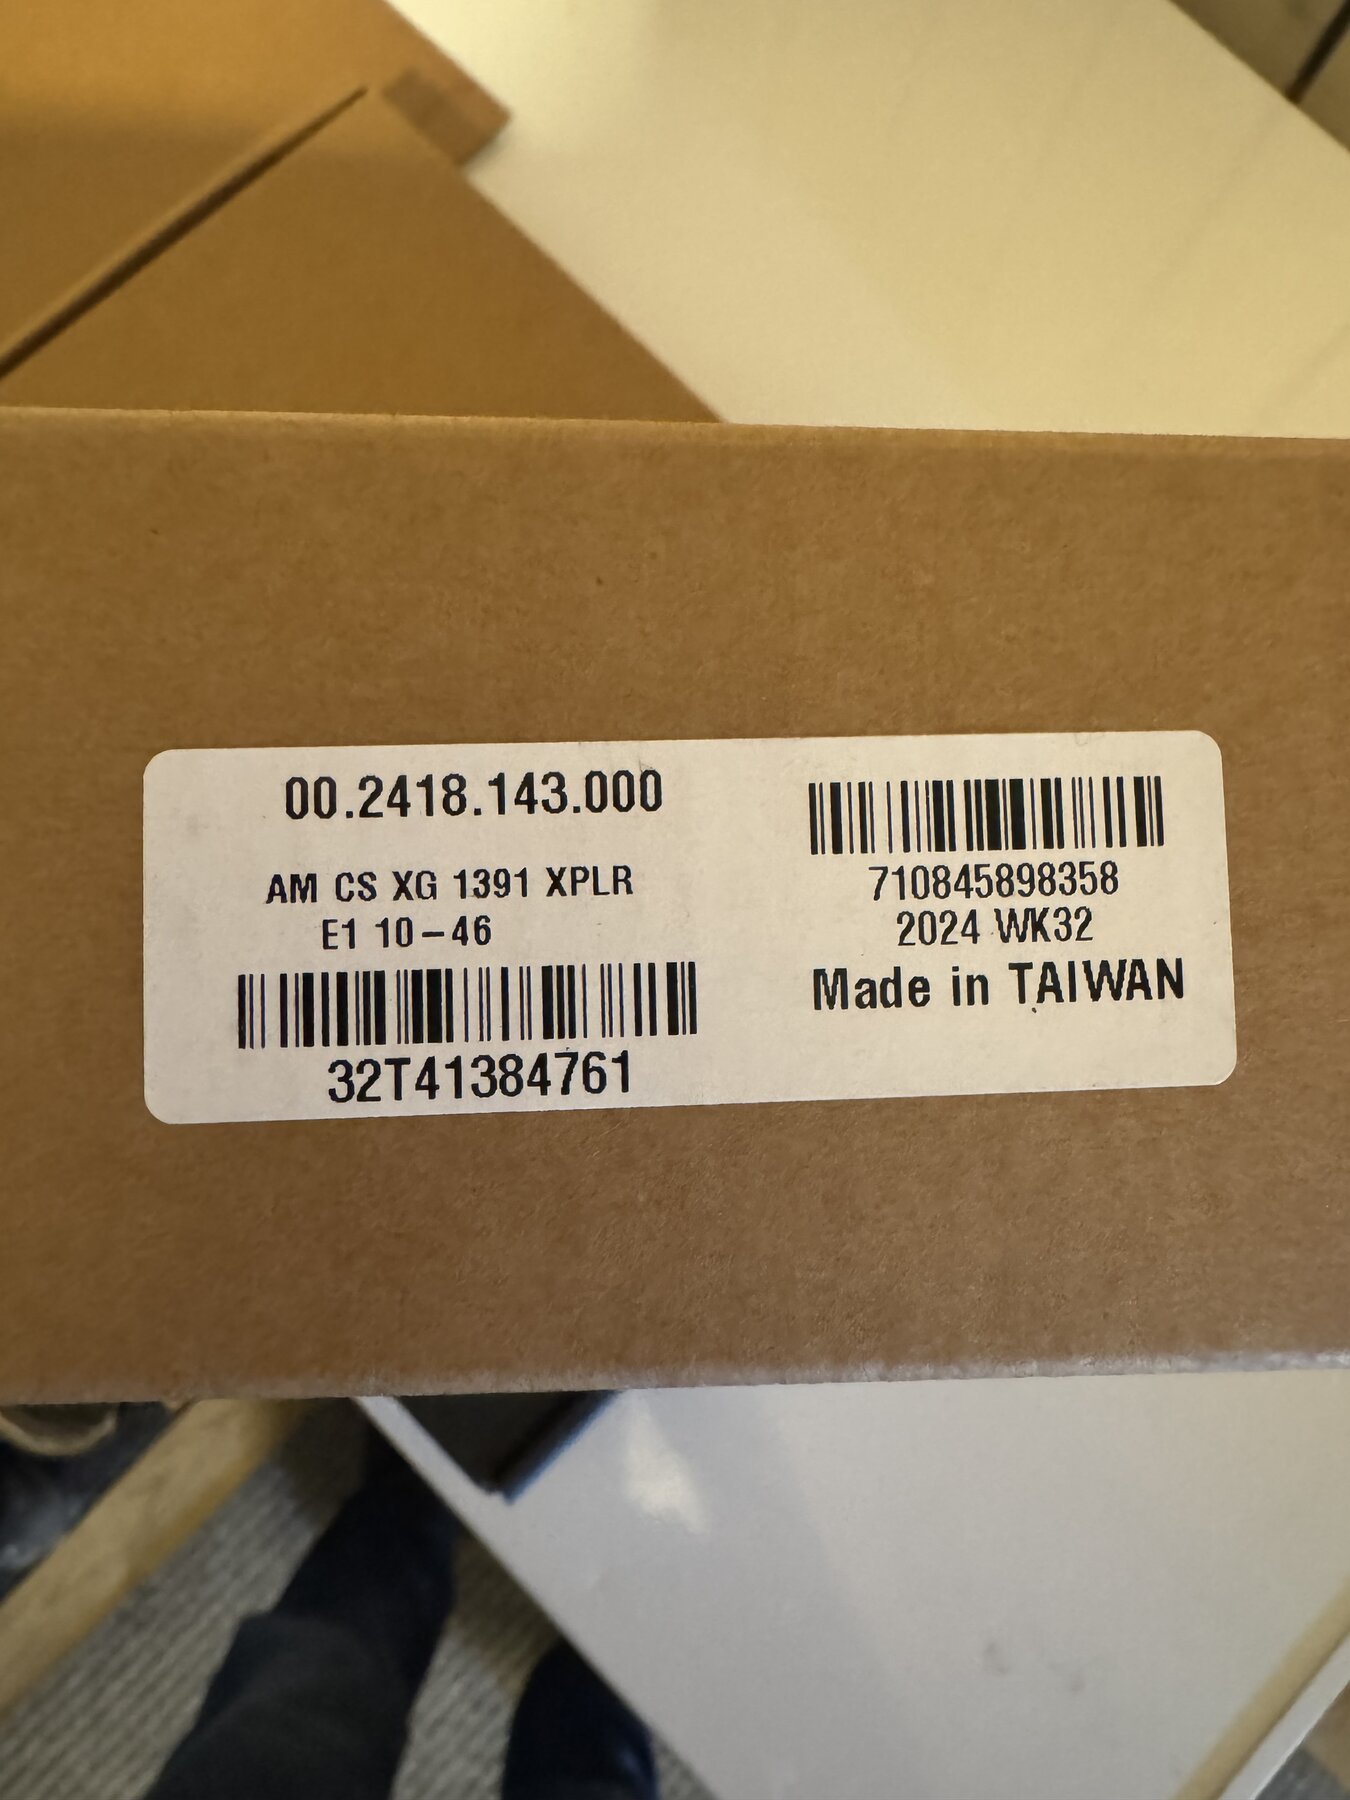 00.2418.143.000
AM CS XG 1391 XPLR
E1 10-46
32T41384761
710845898358
2024 WK32
Made in TAIWAN